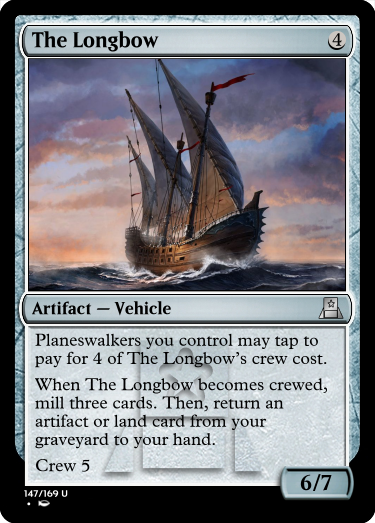 The Longbow 4
Artifact — Vehicle
Planeswalkers you control may tap to
pay for 4 of The Longbow's crew cost.
When The Longbow becomes crewed,
mill three cards. Then, return an
artifact or land card from your
graveyard to your hand.
Crew 5
6/7
147/169 U